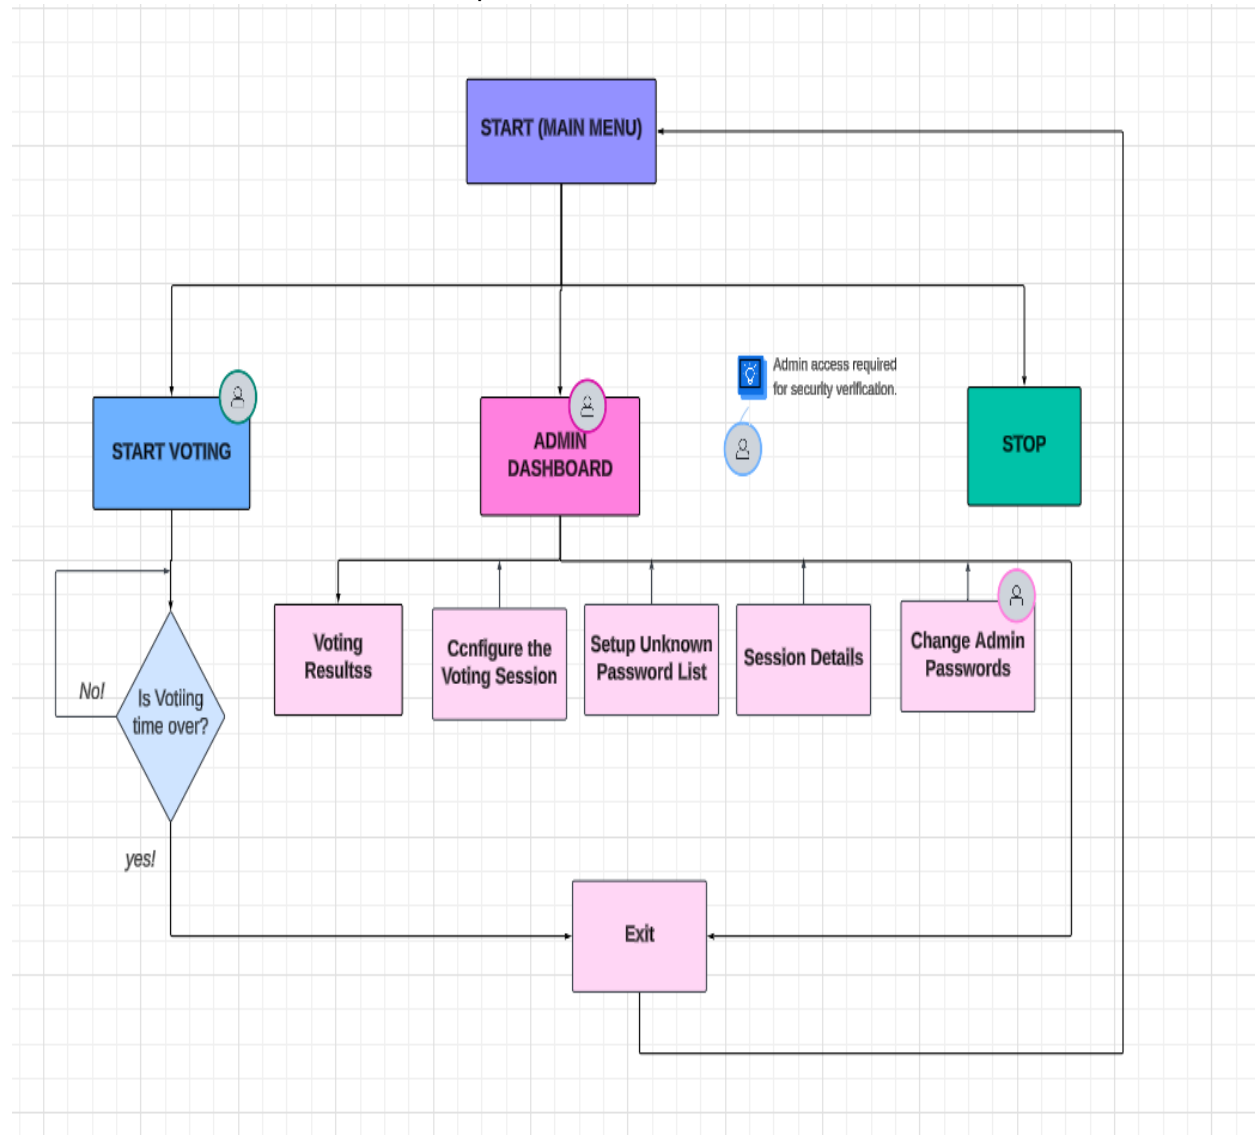 START (MAIN MENU)
Admin access required
for security verification.
START VOTING
ADMIN
DASHBOARD
STOP
Voting
Resultss
Ccnfigure the
Voting Session
Setup Unknown
Password List
Session Details
Change Admin
Passwords
No!
Is Votiing
time over?
yes!
Exit